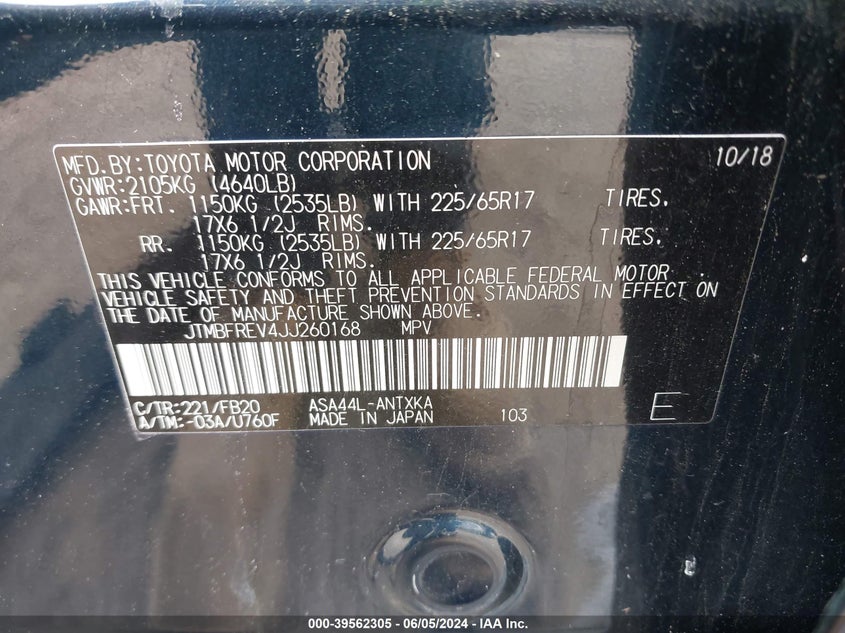 MFD.BY:TOYOTA MOTOR CORPORATION 10/18
GVWR:2105KG (4640LB)
GAWR:FRT. 1150KG (2535LB) WITH 225/65R17 TIRES.
17X6 1/2J RIMS.
RR. 1150KG (2535LB) WITH 225/65R17 TIRES.
17X6 1/2J RIMS.
THIS VEHICLE CONFORMS TO ALL APPLICABLE FEDERAL MOTOR
VEHICLE SAFETY AND THEFT PREVENTION STANDARDS IN EFFECT ON
THE DATE OF MANUFACTURE SHOWN ABOVE.
JTMBFREV4JJ260168 MPV
C/TR:221/FB20 ASA44L-ANTXKA
A/TM:-03A/U760F MADE IN JAPAN 103 E
000-39562305 - 06/05/2024 - IAA Inc.